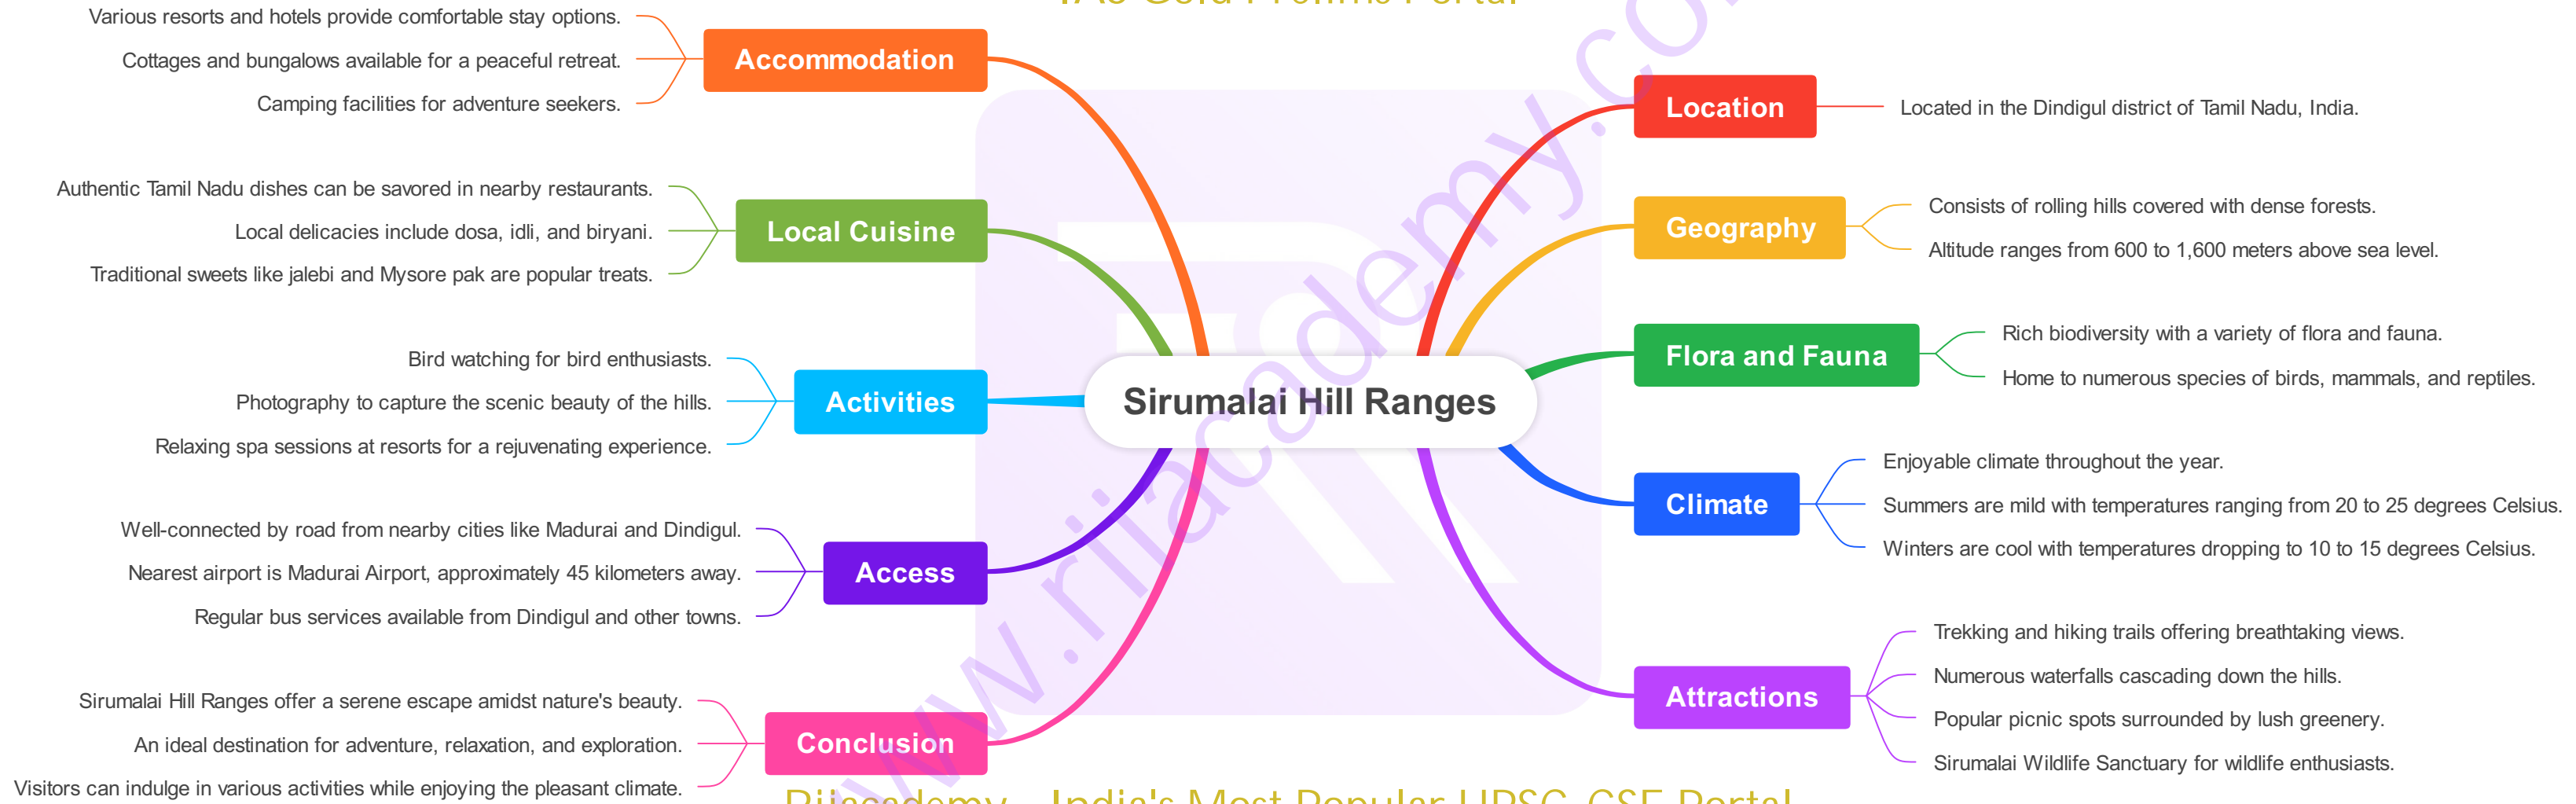 Sirumalai Hill Ranges
Location
Located in the Dindigul district of Tamil Nadu, India.
Geography
Consists of rolling hills covered with dense forests.
Altitude ranges from 600 to 1,600 meters above sea level.
Flora and Fauna
Rich biodiversity with a variety of flora and fauna.
Home to numerous species of birds, mammals, and reptiles.
Climate
Enjoyable climate throughout the year.
Summers are mild with temperatures ranging from 20 to 25 degrees Celsius.
Winters are cool with temperatures dropping to 10 to 15 degrees Celsius.
Attractions
Trekking and hiking trails offering breathtaking views.
Numerous waterfalls cascading down the hills.
Popular picnic spots surrounded by lush greenery.
Sirumalai Wildlife Sanctuary for wildlife enthusiasts.
Accommodation
Various resorts and hotels provide comfortable stay options.
Cottages and bungalows available for a peaceful retreat.
Camping facilities for adventure seekers.
Local Cuisine
Authentic Tamil Nadu dishes can be savored in nearby restaurants.
Local delicacies include dosa, idli, and biryani.
Traditional sweets like jalebi and Mysore pak are popular treats.
Activities
Bird watching for bird enthusiasts.
Photography to capture the scenic beauty of the hills.
Relaxing spa sessions at resorts for a rejuvenating experience.
Access
Well-connected by road from nearby cities like Madurai and Dindigul.
Nearest airport is Madurai Airport, approximately 45 kilometers away.
Regular bus services available from Dindigul and other towns.
Conclusion
Sirumalai Hill Ranges offer a serene escape amidst nature's beauty.
An ideal destination for adventure, relaxation, and exploration.
Visitors can indulge in various activities while enjoying the pleasant climate.
India's Most Popular UPSC-CSE Portal